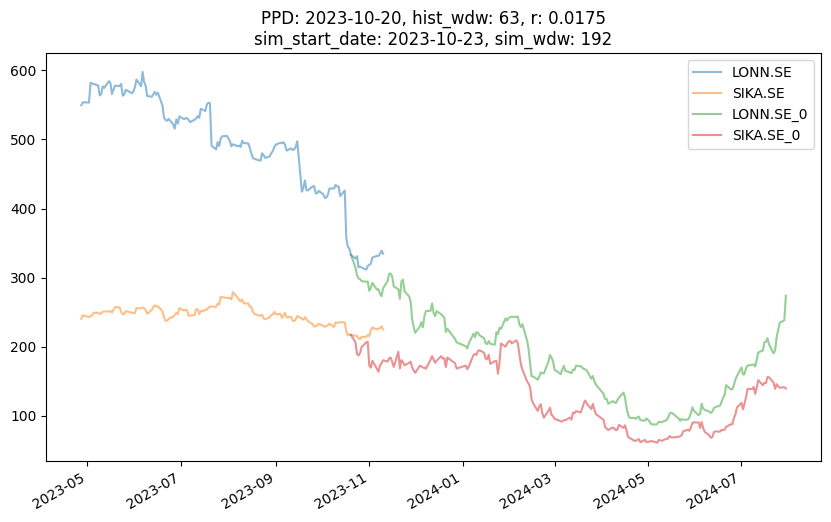 PPD: 2023-10-20, hist_wdw: 63, r: 0.0175
sim_start_date: 2023-10-23, sim_wdw: 192
LONN.SE
SIKA.SE
LONN.SE_0
SIKA.SE_0
600
500
400
300
200
100
2023-05
2023-07
2023-09
2023-11
2024-01
2024-03
2024-05
2024-07